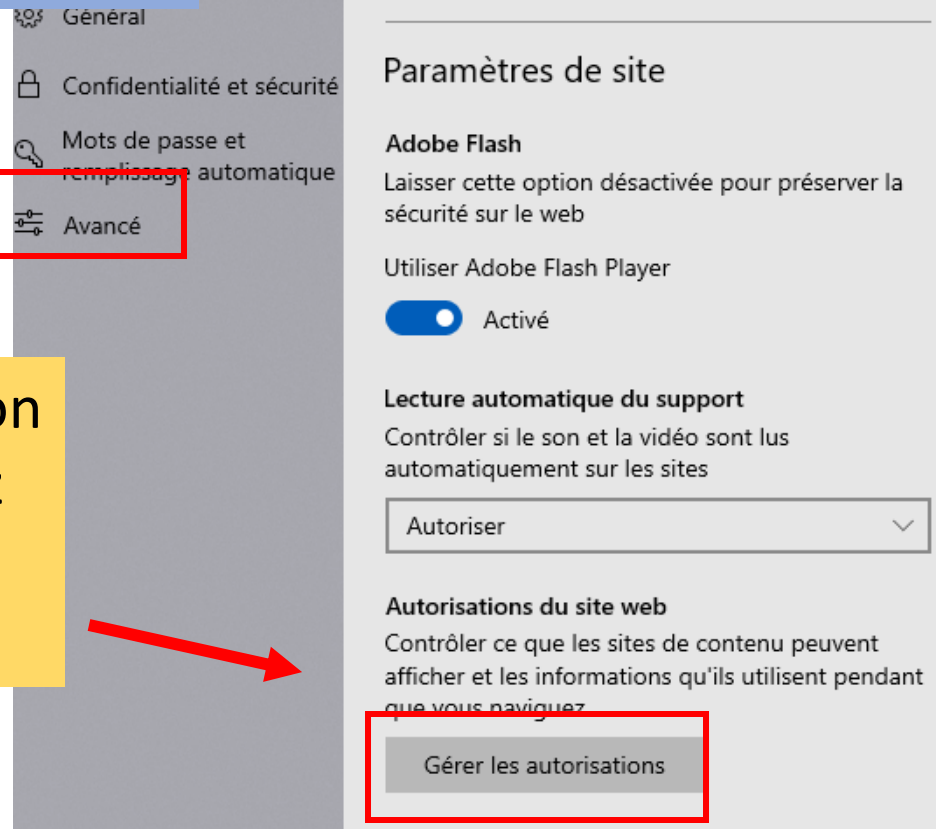 Général
Confidentialité et sécurité
Mots de passe et
remplissage automatique
Avancé
Paramètres de site
Adobe Flash
Laisser cette option désactivée pour préserver la
sécurité sur le web
Utiliser Adobe Flash Player
Activé
Lecture automatique du support
Contrôler si le son et la vidéo sont lus
automatiquement sur les sites
Autoriser
Autorisations du site web
Contrôler ce que les sites de contenu peuvent
afficher et les informations qu'ils utilisent pendant
que vous naviguez
Gérer les autorisations